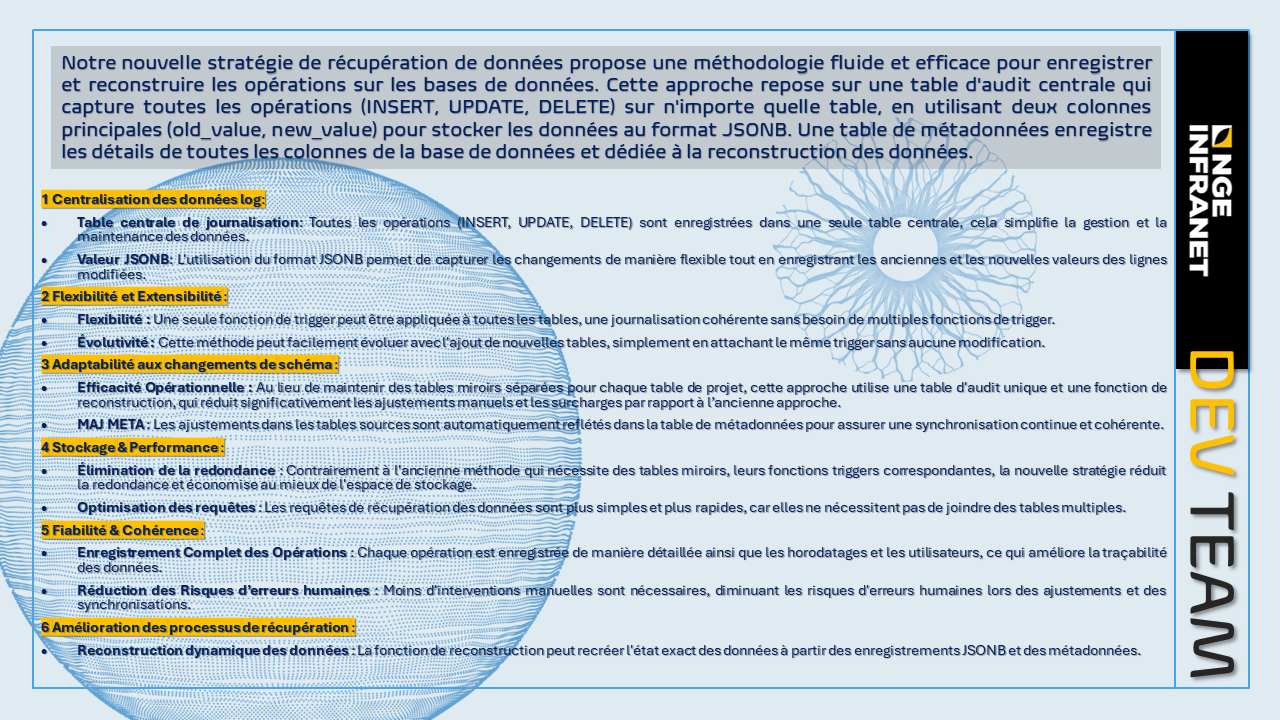 Notre nouvelle stratégie de récupération de données propose une méthodologie fluide et efficace pour enregistrer
et reconstruire les opérations sur les bases de données. Cette approche repose sur une table d'audit centrale qui
capture toutes les opérations (INSERT, UPDATE, DELETE) sur n'importe quelle table, en utilisant deux colonnes
principales (old_value, new_value) pour stocker les données au format JSONB. Une table de métadonnées enregistre
les détails de toutes les colonnes de la base de données et dédiée à la reconstruction des données.
1 Centralisation des données log:
• Table centrale de journalisation: Toutes les opérations (INSERT, UPDATE, DELETE) sont enregistrées dans une seule table centrale, cela simplifie la gestion et la
maintenance des données.
• Valeur JSONB: L'utilisation du format JSONB permet de capturer les changements de manière flexible tout en enregistrant les anciennes et les nouvelles valeurs des lignes
modifiées.
2 Flexibilité et Extensibilité :
• Flexibilité : Une seule fonction de trigger peut être appliquée à toutes les tables, une journalisation cohérente sans besoin de multiples fonctions de trigger.
• Evolutivité : Cette méthode peut facilement évoluer avec l'ajout de nouvelles tables, simplement en attachant le même trigger sans aucune modification.
3 Adaptabilité aux changements de schéma :
• Efficacité Opérationnelle : Au lieu de maintenir des tables miroirs séparées pour chaque table de projet, cette approche utilise une table d'audit unique et une fonction de
reconstruction, qui réduit significativement les ajustements manuels et les surcharges par rapport à l'ancienne approche.
• MAJ META : Les ajustements dans les tables sources sont automatiquement reflétés dans la table de métadonnées pour assurer une synchronisation continue et cohérente.
4 Stockage & Performance :
• Élimination de la redondance : Contrairement à l'ancienne méthode qui nécessite des tables miroirs, leurs fonctions triggers correspondantes, la nouvelle stratégie réduit
la redondance et économise au mieux de l'espace de stockage.
• Optimisation des requêtes : Les requêtes de récupération des données sont plus simples et plus rapides, car elles ne nécessitent pas de joindre des tables multiples.
5 Fiabilité & Cohérence :
• Enregistrement Complet des Opérations : Chaque opération est enregistrée de manière détaillée ainsi que les horodatages et les utilisateurs, ce qui améliore la traçabilité
des données.
• Réduction des Risques d'erreurs humaines : Moins d'interventions manuelles sont nécessaires, diminuent les risques d'erreurs humaines lors des ajustements et des
synchronisations.
6 Amélioration des processus de récupération :
• Reconstruction dynamique des données : La fonction de reconstruction peut recréer l'état exact des données à partir des enregistrements JSONB et des métadonnées.
NGE
INFRANET
DEV TEAM